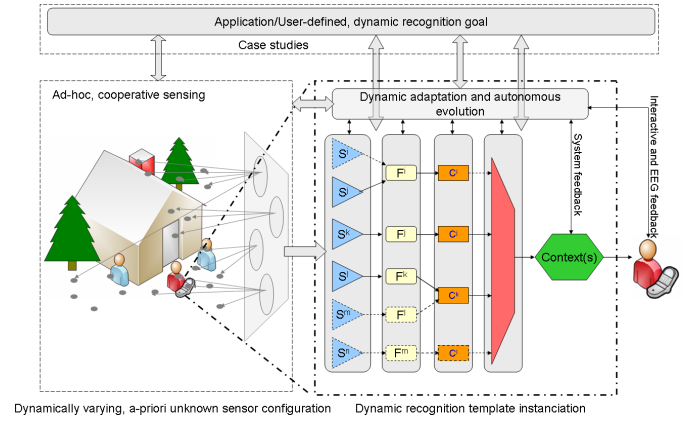 Application/User-defined, dynamic recognition goal
Case studies
Ad-hoc, cooperative sensing
Dynamic adaptation and autonomous
evolution
Interactive and EEG feedback
System feedback
Sⁱ
Fⁱ
Cⁱ
Sʲ
Sᵏ
Fʲ
Cʲ
Context(s)
Sˡ
Fᵏ
Cᵏ
Sᵐ
Fˡ
Sⁿ
Fᵐ
Dynamically varying, a-priori unknown sensor configuration
Dynamic recognition template instanciation